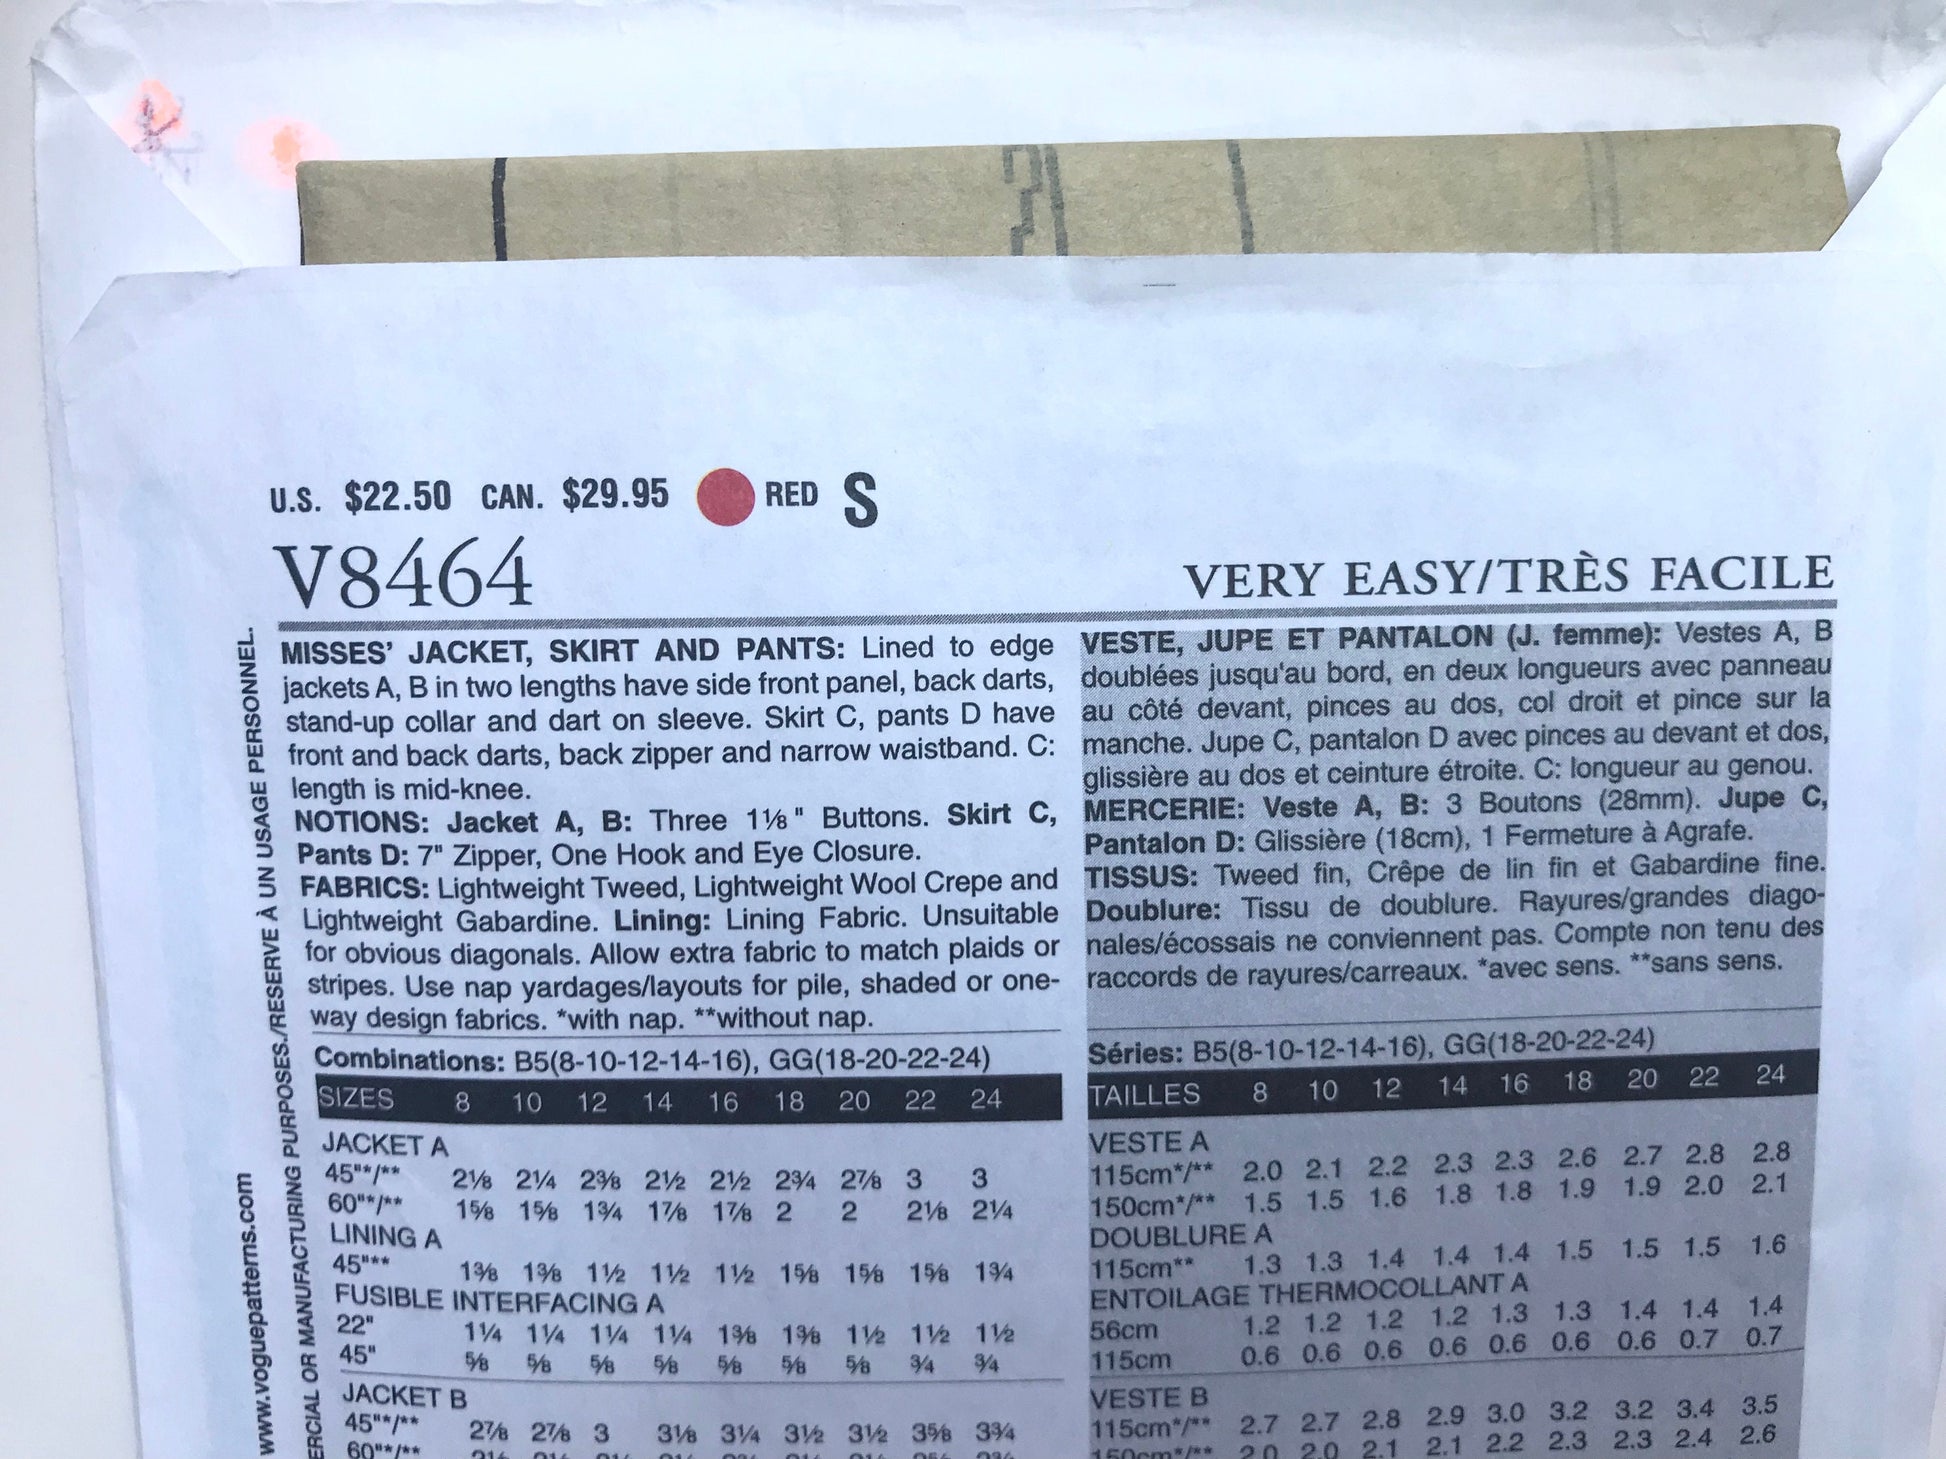 U.S. $22.50 CAN. $29.95 RED S
V8464
VERY EASY/TRÈS FACILE
MISSES' JACKET, SKIRT AND PANTS: Lined to edge
jackets A, B in two lengths have side front panel, back darts,
stand-up collar and dart on sleeve. Skirt C, pants D have
front and back darts, back zipper and narrow waistband. C:
length is mid-knee.
NOTIONS: Jacket A, B: Three 1⅛" Buttons. Skirt C,
Pants D: 7" Zipper, One Hook and Eye Closure.
FABRICS: Lightweight Tweed, Lightweight Wool Crepe and
Lightweight Gabardine. Lining: Lining Fabric. Unsuitable
for obvious diagonals. Allow extra fabric to match plaids or
stripes. Use nap yardages/layouts for pile, shaded or one-
way design fabrics. *with nap. **without nap.
Combinations: B5(8-10-12-14-16), GG(18-20-22-24)
SIZES 8 10 12 14 16 18 20 22 24
JACKET A
45"*/** 2⅛ 2¼ 2⅜ 2½ 2½ 2¾ 2⅞ 3 3
60"*/** 1⅝ 1⅝ 1¾ 1⅞ 1⅞ 2 2 2⅛ 2¼
LINING A
45"** 1⅜ 1⅜ 1½ 1½ 1½ 1⅝ 1⅝ 1⅝ 1¾
FUSIBLE INTERFACING A
22" 1¼ 1¼ 1¼ 1¼ 1⅜ 1⅜ 1½ 1½ 1½
45" ⅝ ⅝ ⅝ ⅝ ⅝ ⅝ ⅝ ¾ ¾
JACKET B
45"*/** 2⅞ 2⅞ 3 3⅛ 3¼ 3½ 3½ 3⅝ 3¾
60"*/**
VESTE, JUPE ET PANTALON (J. femme): Vestes A, B
doublées jusqu'au bord, en deux longueurs avec panneau
au côté devant, pinces au dos, col droit et pince sur la
manche. Jupe C, pantalon D avec pinces au devant et dos,
glissière au dos et ceinture étroite. C: longueur au genou.
MERCERIE: Veste A, B: 3 Boutons (28mm). Jupe C,
Pantalon D: Glissière (18cm), 1 Fermeture à Agrafe.
TISSUS: Tweed fin, Crêpe de lin fin et Gabardine fine.
Doublure: Tissu de doublure. Rayures/grandes diago-
nales/écossais ne conviennent pas. Compte non tenu des
raccords de rayures/carreaux. *avec sens. **sans sens.
Séries: B5(8-10-12-14-16), GG(18-20-22-24)
TAILLES 8 10 12 14 16 18 20 22 24
VESTE A
115cm*/** 2.0 2.1 2.2 2.3 2.3 2.6 2.7 2.8 2.8
150cm*/** 1.5 1.5 1.6 1.8 1.8 1.9 1.9 2.0 2.1
DOUBLURE A
115cm** 1.3 1.3 1.4 1.4 1.4 1.5 1.5 1.5 1.6
ENTOILAGE THERMOCOLLANT A
56cm 1.2 1.2 1.2 1.2 1.3 1.3 1.4 1.4 1.4
115cm 0.6 0.6 0.6 0.6 0.6 0.6 0.6 0.7 0.7
VESTE B
115cm*/** 2.7 2.7 2.8 2.9 3.0 3.2 3.2 3.4 3.5
150cm*/** 2.0 2.0 2.1 2.1 2.2 2.3 2.3 2.4 2.6
www.voguepatterns.com
ERCIAL OR MANUFACTURING PURPOSES./RESERVE À UN USAGE PERSONNEL.